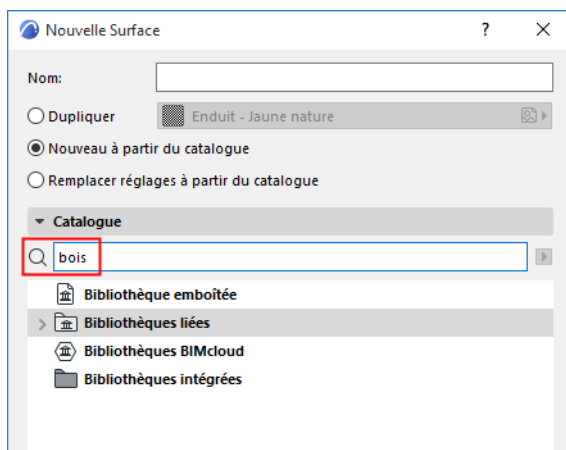 Nouvelle Surface ?
Nom:
Dupliquer Enduit - Jaune nature
Nouveau à partir du catalogue
Remplacer réglages à partir du catalogue
Catalogue
bois
Bibliothèque emboîtée
Bibliothèques liées
Bibliothèques BIMcloud
Bibliothèques intégrées